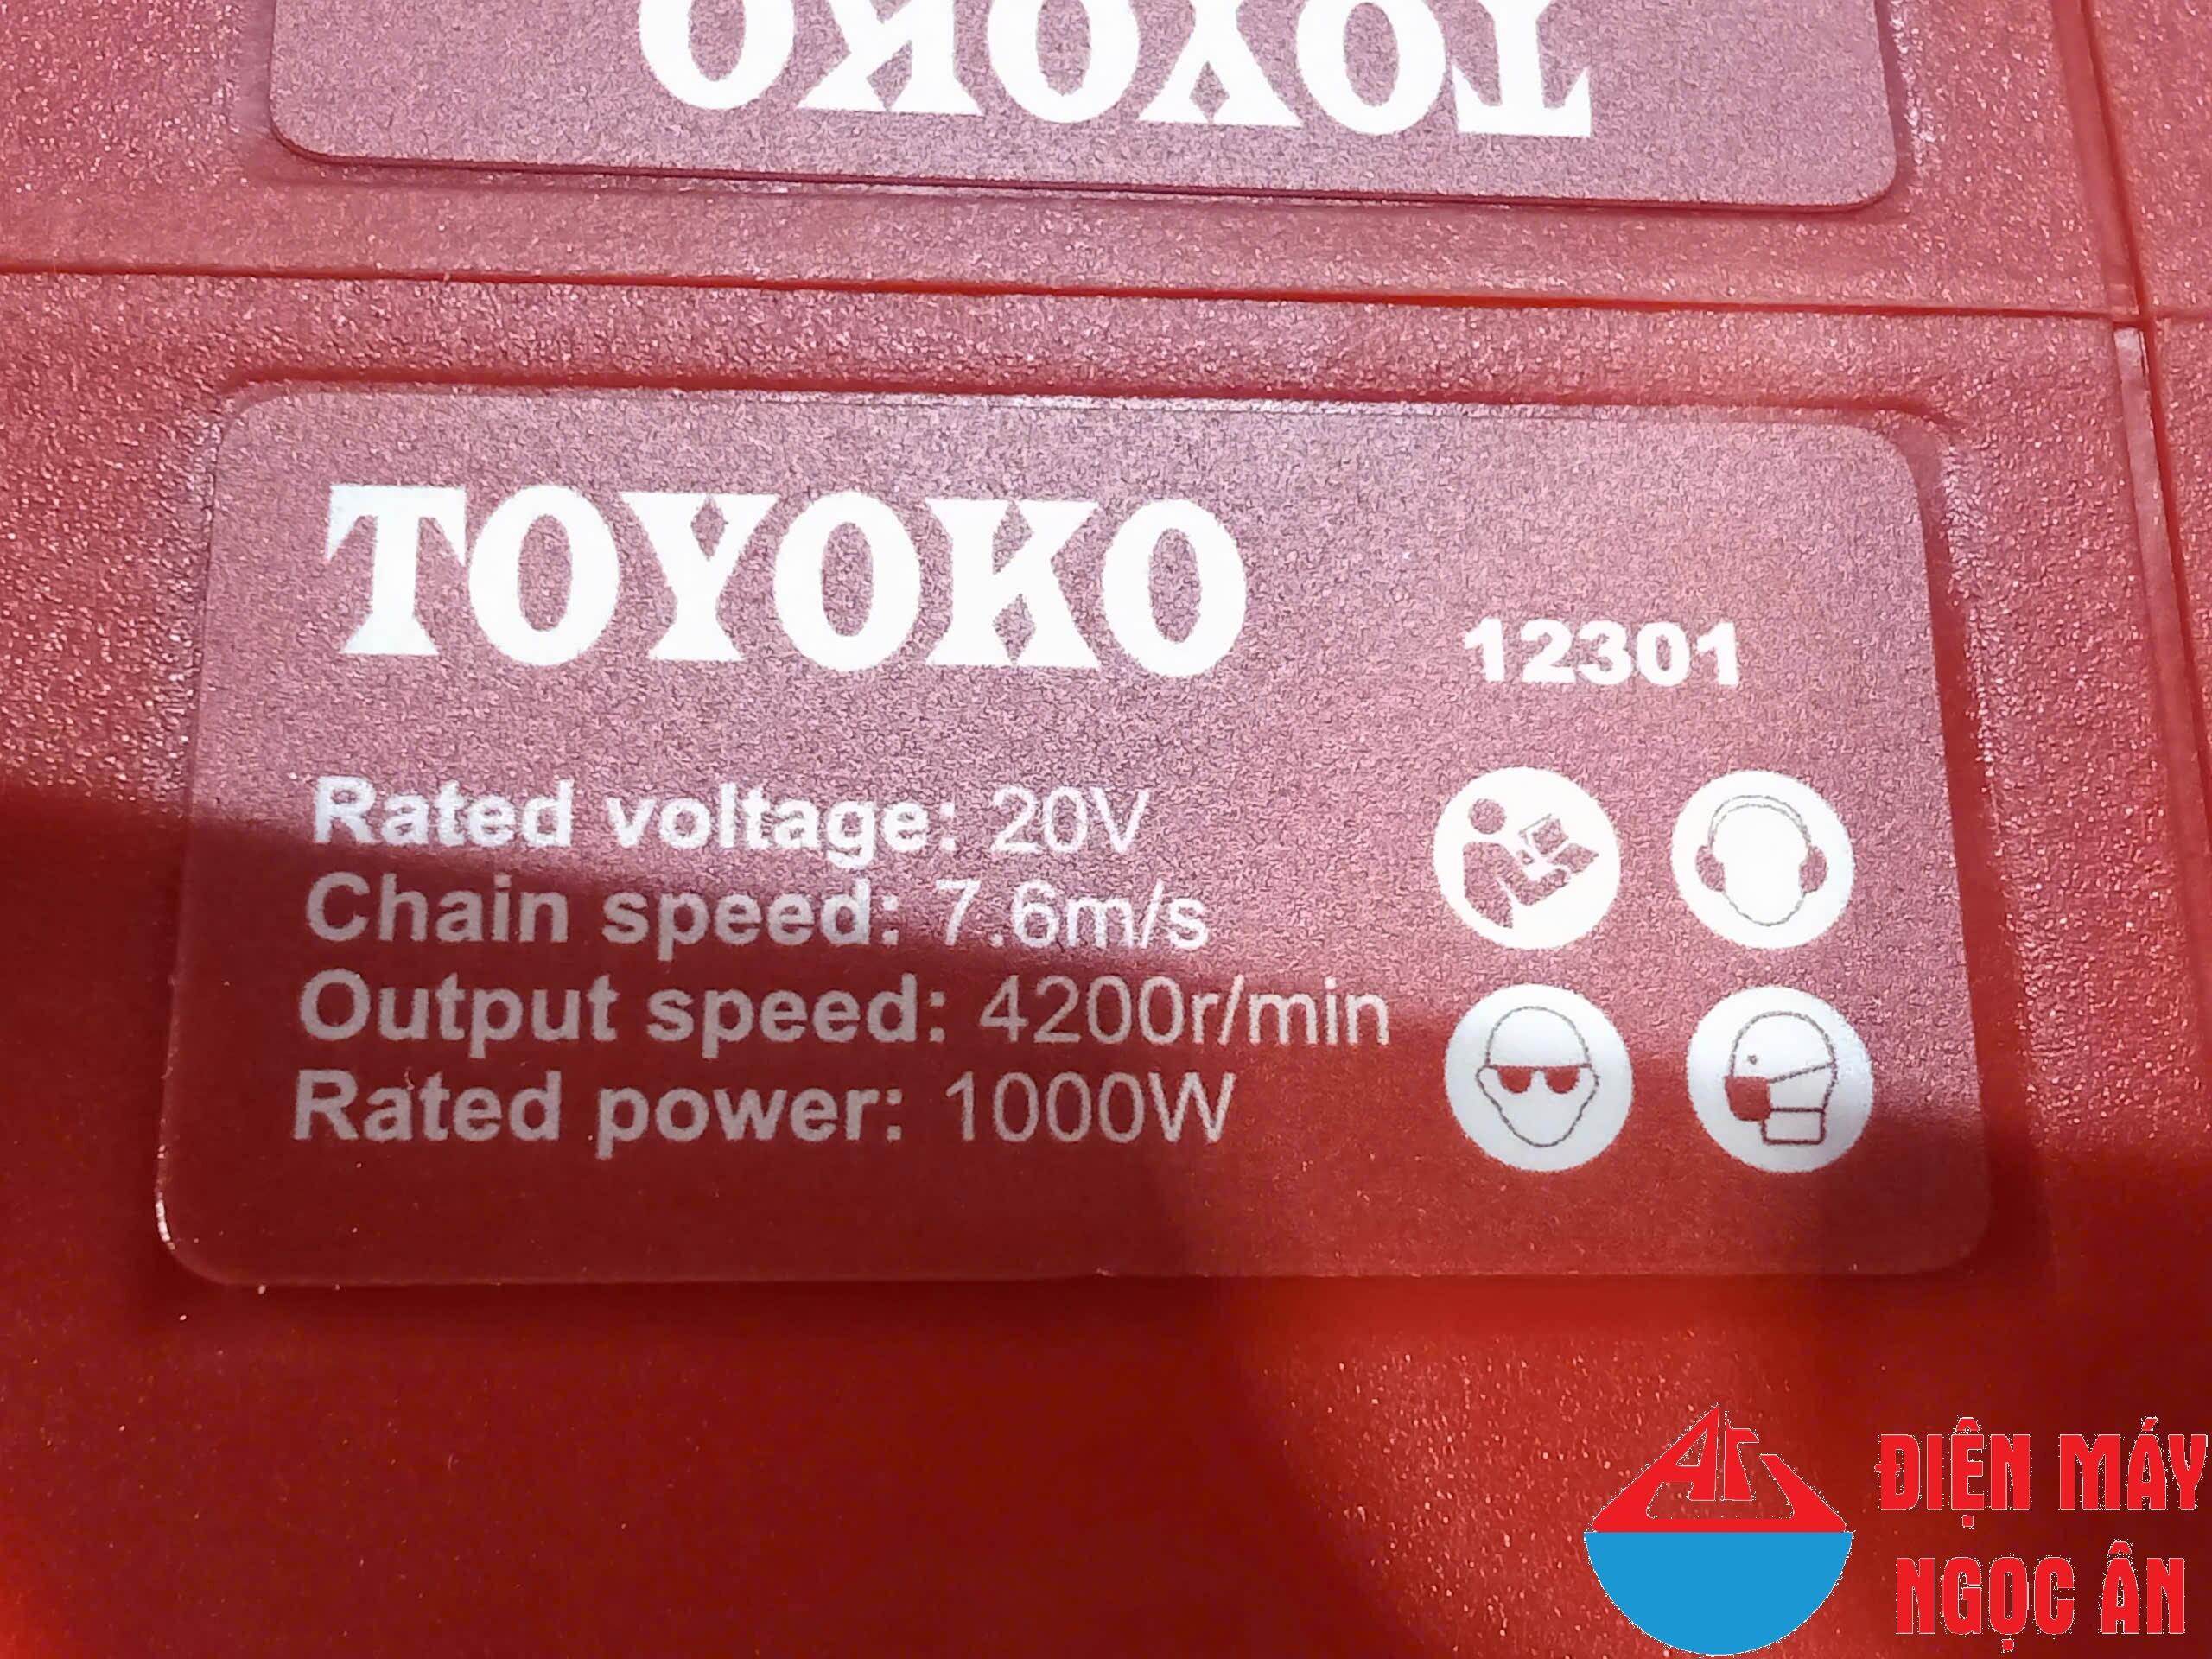 TOYOKO
TOYOKO
12301
Rated voltage: 20V
Chain speed: 7.6m/s
Output speed: 4200r/min
Rated power: 1000W
ĐIỆN MÁY
NGỌC ÂN